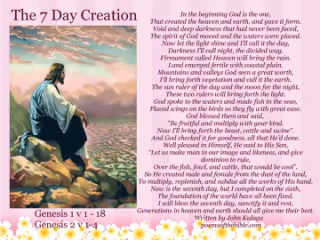 The 7 Day Creation
In the beginning God is the one,
That created the heaven and earth, and gave it form.
Void and deep darkness that had never been faced,
The spirit of God moved and the waters were placed.
Now let the light shine and I'll call it the day,
Darkness I'll call night, the divided way.
Firmament called Heaven will bring the rain.
Land emerged fertile with coastal plain.
Mountains and valleys God seen a great worth,
I'll bring forth vegetation and call it the earth.
The sun ruler of the day and the moon for the night,
These two rulers will bring forth the light.
God spoke to the waters and made fish in the seas,
Placed wings on the birds so they fly with great ease.
God blessed them and said,
"Be fruitful and multiply with your kind.
Now I'll bring forth the beast, cattle and swine".
And God checked it for goodness, all that He'd done.
Well pleased in Himself, He said to His Son,
"Let us make man in our image and likeness, and give
dominion to rule,
Over the fish, fowl, and cattle, that would be cool".
So He created male and female from the dust of the land,
To multiply, replenish, and subdue all the works of His hand.
Now is the seventh day, but I completed on the sixth,
The foundation of the world have all been fixed.
I will bless the seventh day, sanctify it and rest,
Generations in heaven and earth should all give me their best.
Written by John Kulaga
poemsofthebible.com
Genesis 1 v 1 - 18
Genesis 2 v 1-4